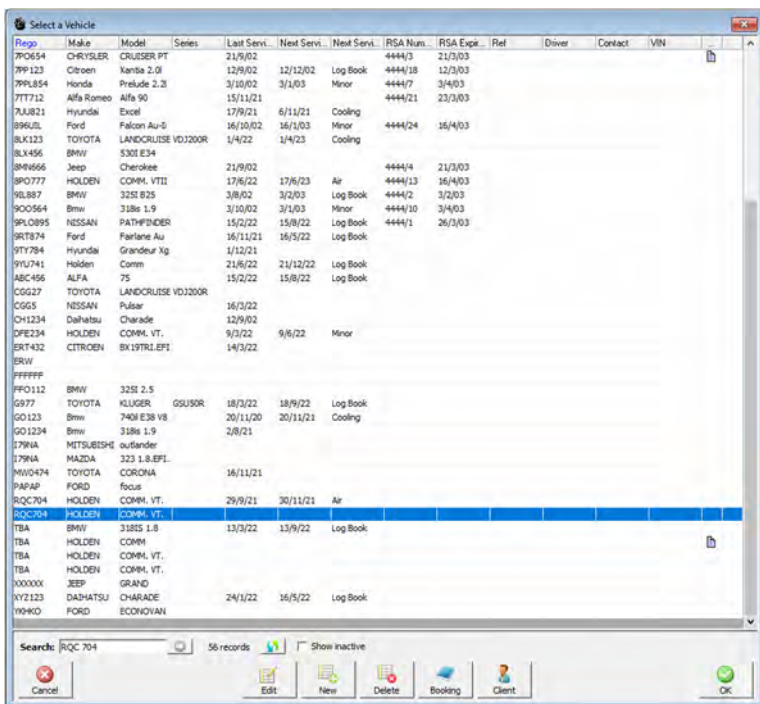 Select a Vehicle
Rego Make Model Series Last Servi... Next Servi... Next Servi... RSA Num... RSA Expir... Ref Driver Contact VIN ...
7PO654 CHRYSLER CRUISER PT 21/9/02 4444/3 21/3/03
7PP123 Citroen Xantia 2.0i 12/9/02 12/12/02 Log Book 4444/18 12/3/03
7PPL854 Honda Prelude 2.2i 3/10/02 3/1/03 Minor 4444/7 3/4/03
7TT712 Alfa Romeo Alfa 90 15/11/21 4444/21 23/3/03
7UU821 Hyundai Excel 17/9/21 6/11/21 Cooling
896UIL Ford Falcon Au-Ii 16/10/02 16/1/03 Minor 4444/24 16/4/03
8LK123 TOYOTA LANDCRUISE VDJ200R 1/4/22 1/4/23 Cooling
8LX456 BMW 530I E34
8MN666 Jeep Cherokee 21/9/02 4444/4 21/3/03
8PO777 HOLDEN COMM. VTII 17/6/22 17/6/23 Air 4444/13 16/4/03
9IL887 BMW 325I B25 3/8/02 3/2/03 Log Book 4444/2 3/2/03
9OO564 Bmw 318is 1.9 3/10/02 3/1/03 Minor 4444/10 3/4/03
9PLO895 NISSAN PATHFINDER 15/2/22 15/8/22 Log Book 4444/1 26/3/03
9RT874 Ford Fairlane Au 16/11/21 16/5/22 Log Book
9TY784 Hyundai Grandeur Xg 1/12/21
9YU741 Holden Comm 21/6/22 21/12/22 Log Book
ABC456 ALFA 75 15/2/22 15/8/22 Log Book
CGG27 TOYOTA LANDCRUISE VDJ200R
CGG5 NISSAN Pulsar 16/3/22
CH1234 Daihatsu Charade 12/9/02
DFE234 HOLDEN COMM. VT. 9/3/22 9/6/22 Minor
ERT432 CITROEN BX19TRI.EFI 14/3/22
ERW
FFFFFF
FFO112 BMW 325I 2.5
G977 TOYOTA KLUGER GSU50R 18/3/22 18/9/22 Log Book
GO123 Bmw 740il E38 V8 20/11/20 20/11/21 Cooling
GO1234 Bmw 318is 1.9 2/8/21
I79NA MITSUBISHI outlander
I79NA MAZDA 323 1.8.EFI.
MW0474 TOYOTA CORONA 16/11/21
PAPAP FORD focus
RQC704 HOLDEN COMM. VT. 29/9/21 30/11/21 Air
RQC704 HOLDEN COMM. VT.
TBA BMW 318IS 1.8 13/3/22 13/9/22 Log Book
TBA HOLDEN COMM
TBA HOLDEN COMM. VT.
TBA HOLDEN COMM. VT.
XXXXXX JEEP GRAND
XYZ123 DAIHATSU CHARADE 24/1/22 16/5/22 Log Book
YKHKO FORD ECONOVAN
Search: RQC 704 56 records Show inactive
Cancel Edit New Delete Booking Client OK